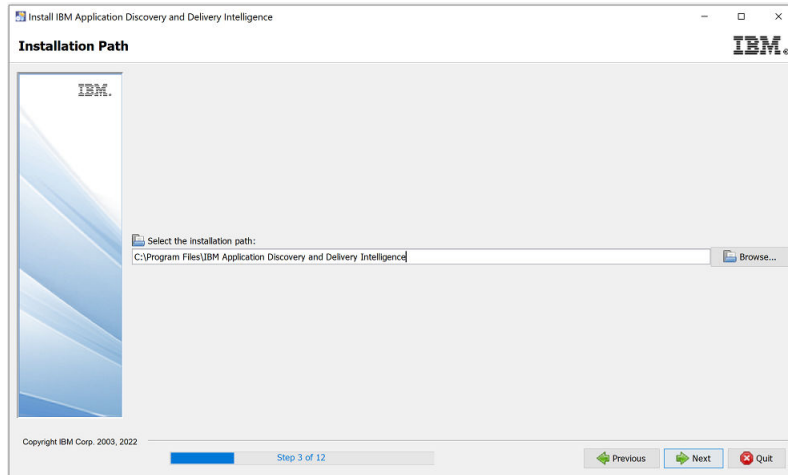 Install IBM Application Discovery and Delivery Intelligence
Installation Path
IBM®
IBM.
Select the installation path:
C:\Program Files\IBM Application Discovery and Delivery Intelligence
Browse...
Copyright IBM Corp. 2003, 2022
Step 3 of 12
Previous
Next
Quit